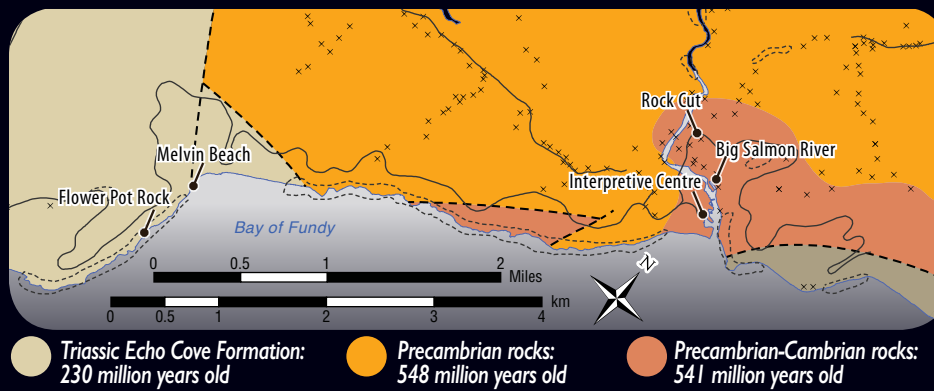 Rock Cut
Melvin Beach
Big Salmon River
Flower Pot Rock
Interpretive Centre
Bay of Fundy
N
0 0.5 1 2
Miles
km
0 0.5 1 2 3 4
Triassic Echo Cove Formation:
230 million years old
Precambrian rocks:
548 million years old
Precambrian-Cambrian rocks:
541 million years old